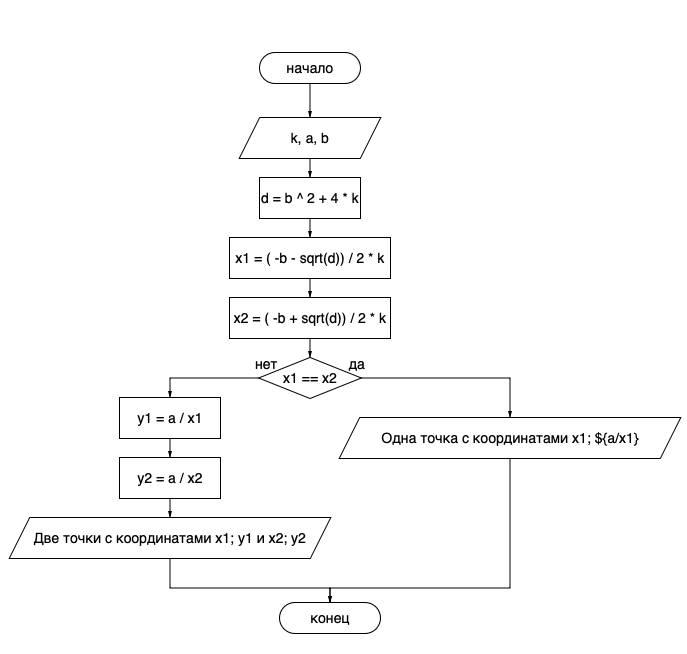 начало
k, a, b
d = b ^ 2 + 4 * k
x1 = ( -b - sqrt(d)) / 2 * k
x2 = ( -b + sqrt(d)) / 2 * k
нет
да
x1 == x2
y1 = a / x1
y2 = a / x2
Две точки с координатами x1; y1 и x2; y2
Одна точка с координатами x1; ${a/x1}
конец